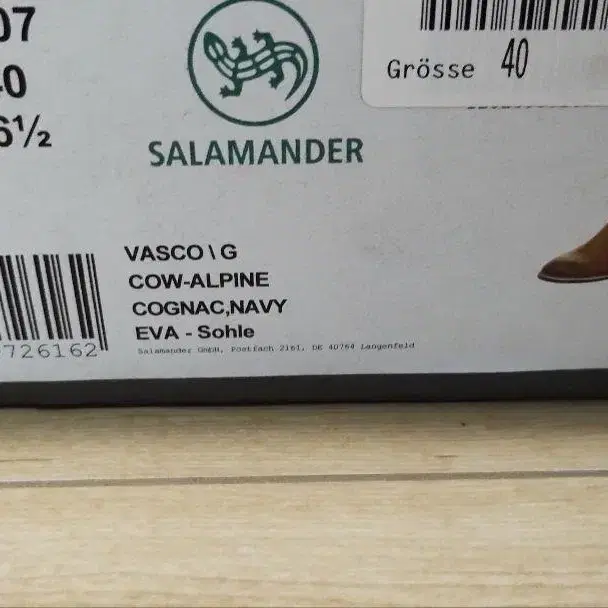 07
40
6½
SALAMANDER
Grösse 40
VASCO\G
COW-ALPINE
COGNAC,NAVY
EVA - Sohle
Salamander GmbH, Postfach 2161, DE 40764 Langenfeld
726162